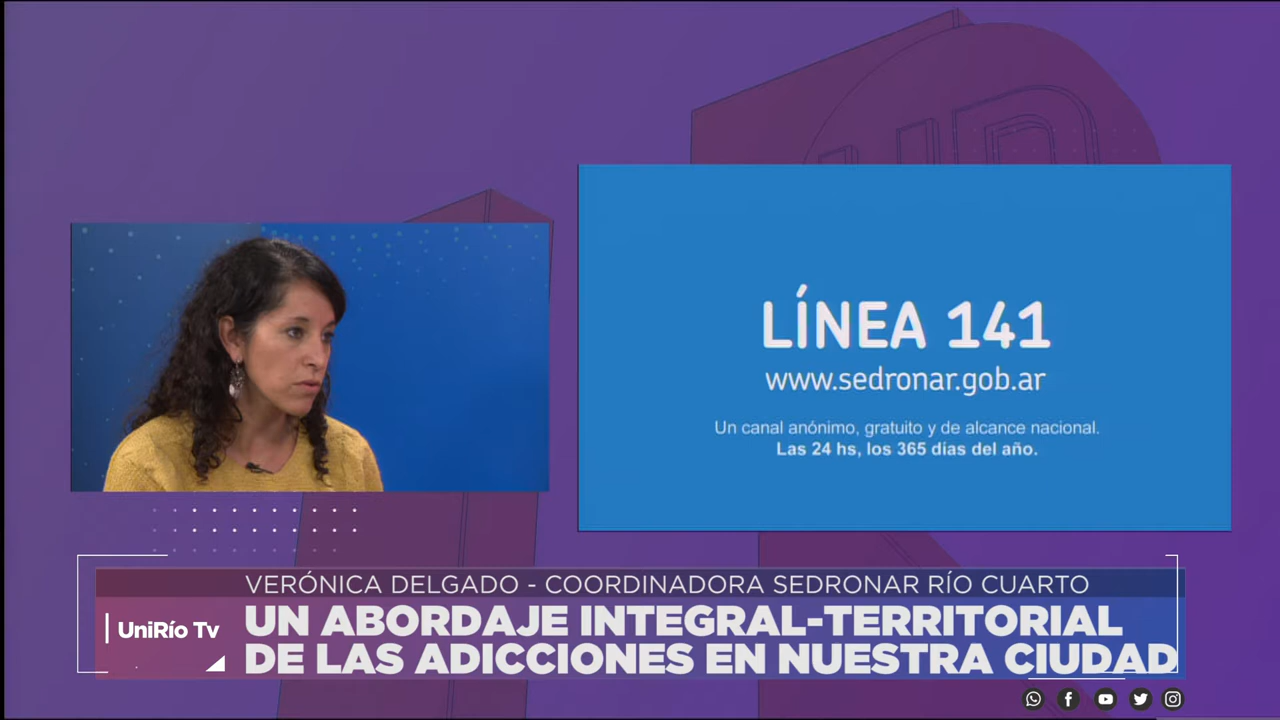 LÍNEA 141
www.sedronar.gob.ar
Un canal anónimo, gratuito y de alcance nacional.
Las 24 hs, los 365 días del año.
VERÓNICA DELGADO - COORDINADORA SEDRONAR RÍO CUARTO
UniRío Tv
UN ABORDAJE INTEGRAL-TERRITORIAL
DE LAS ADICCIONES EN NUESTRA CIUDAD